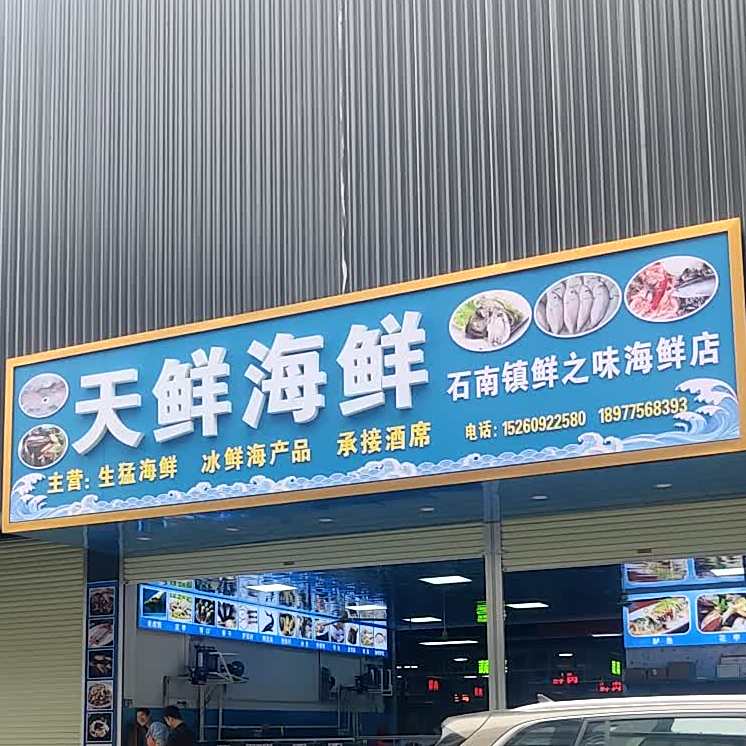 天鲜海鲜
石南镇鲜之味海鲜店
主营：生猛海鲜 冰鲜海产品 承接酒席
电话：15260922580 18977568393